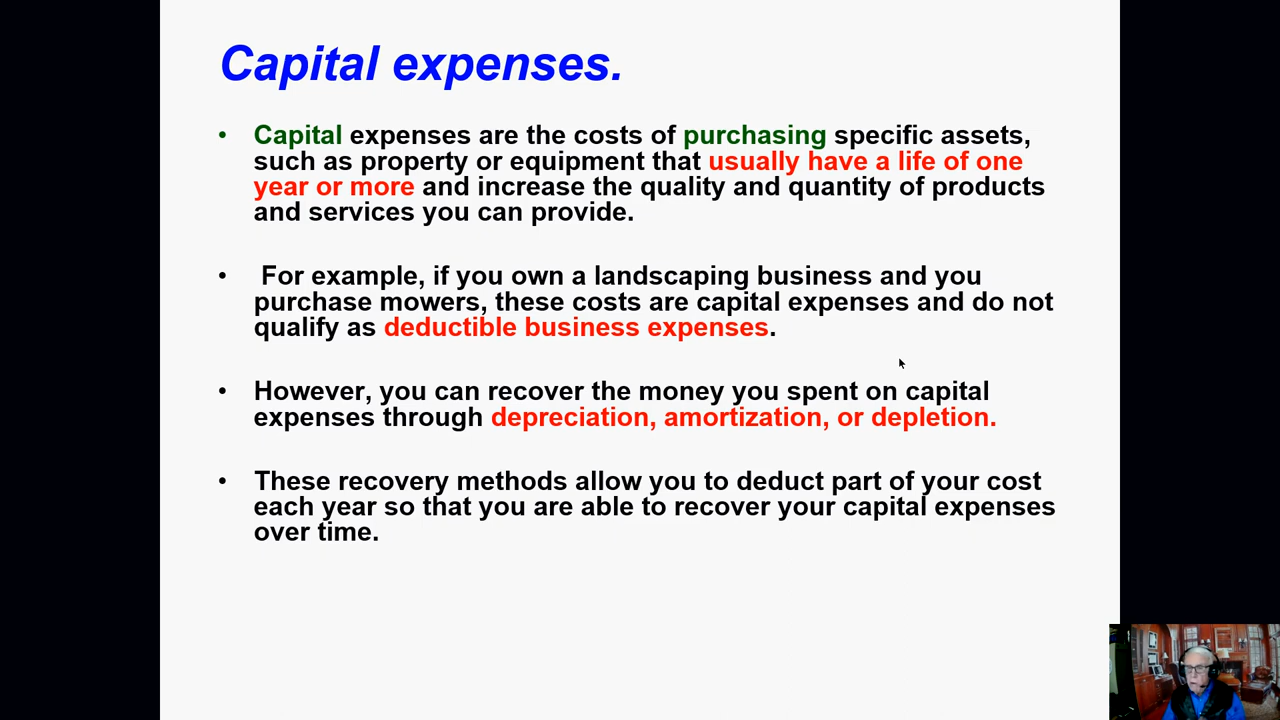 Capital expenses.
• Capital expenses are the costs of purchasing specific assets,
such as property or equipment that usually have a life of one
year or more and increase the quality and quantity of products
and services you can provide.
• For example, if you own a landscaping business and you
purchase mowers, these costs are capital expenses and do not
qualify as deductible business expenses.
• However, you can recover the money you spent on capital
expenses through depreciation, amortization, or depletion.
• These recovery methods allow you to deduct part of your cost
each year so that you are able to recover your capital expenses
over time.